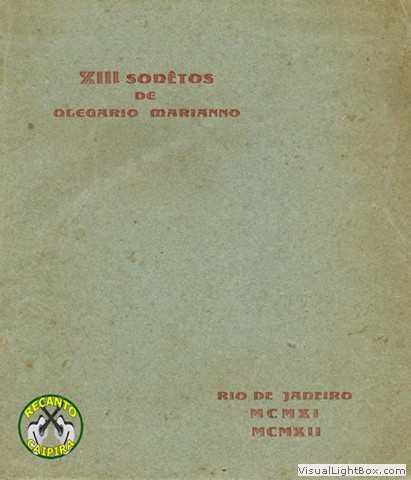 XIII SONÊTOS
DE
OLEGARIO MARIANNO
RIO DE JANEIRO
MCMXI
MCMXII
RECANTO
CAIPIRA
VisualLightBox.com